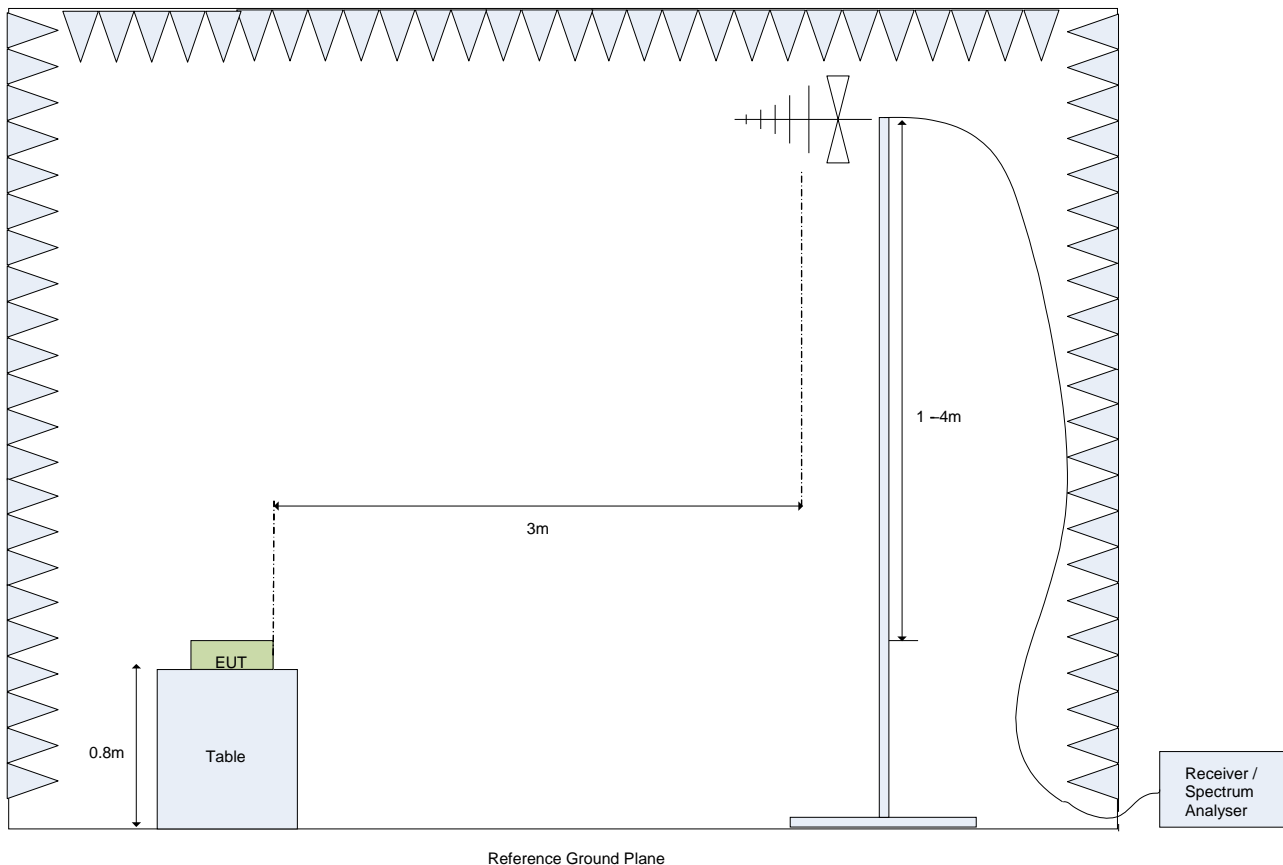 1 –4m
3m
EUT
0.8m
Table
Receiver /
Spectrum
Analyser
Reference Ground Plane